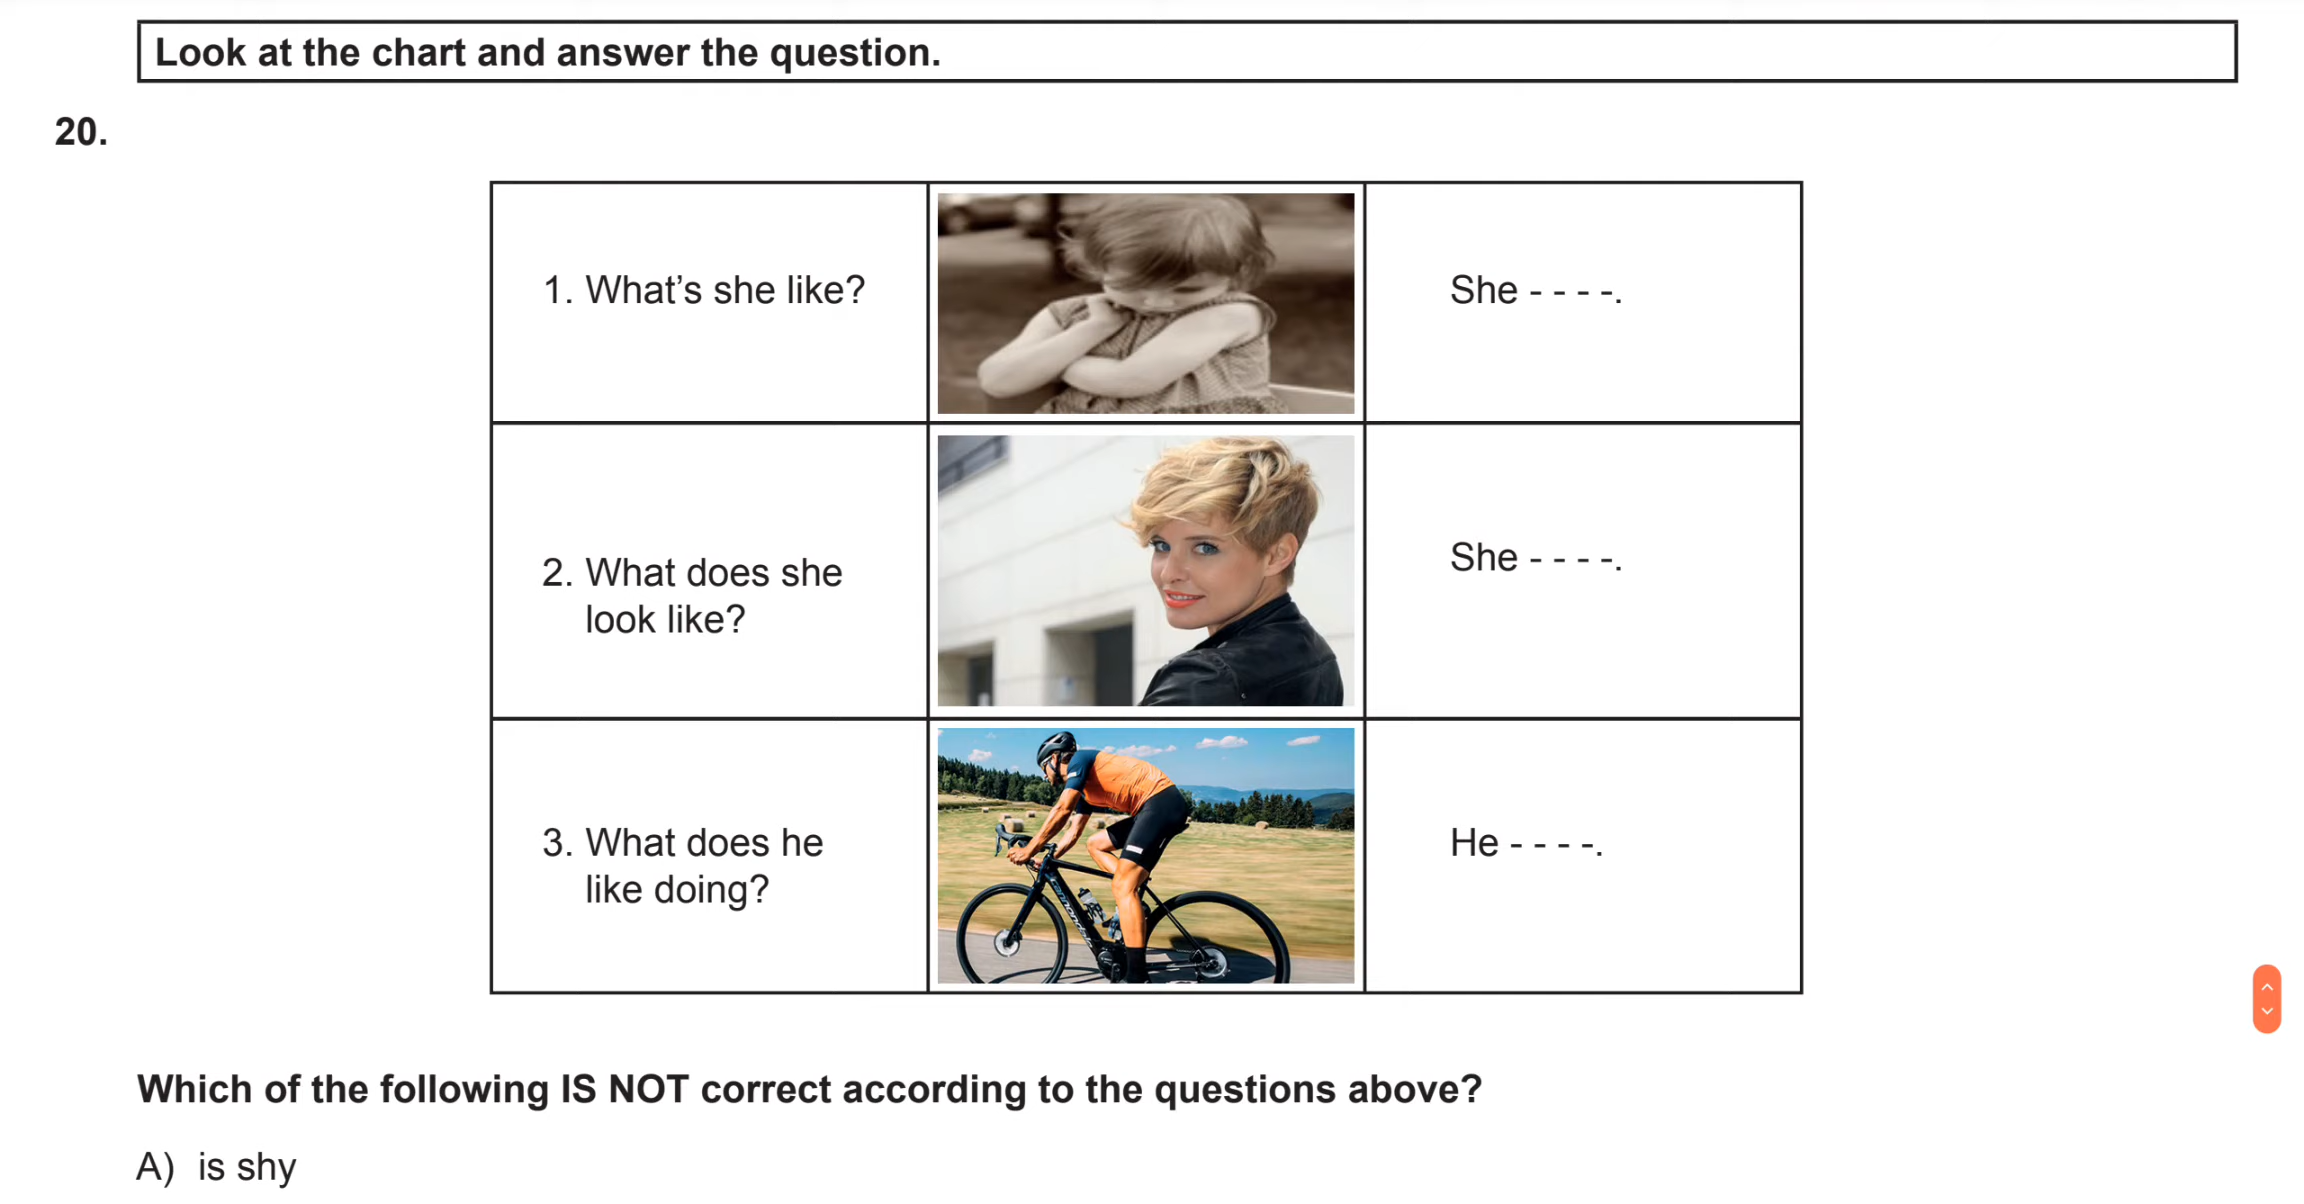 Look at the chart and answer the question.
20.
1. What's she like?
She - - - -.
2. What does she
look like?
She - - - -.
3. What does he
like doing?
He - - - -.
Which of the following IS NOT correct according to the questions above?
A) is shy